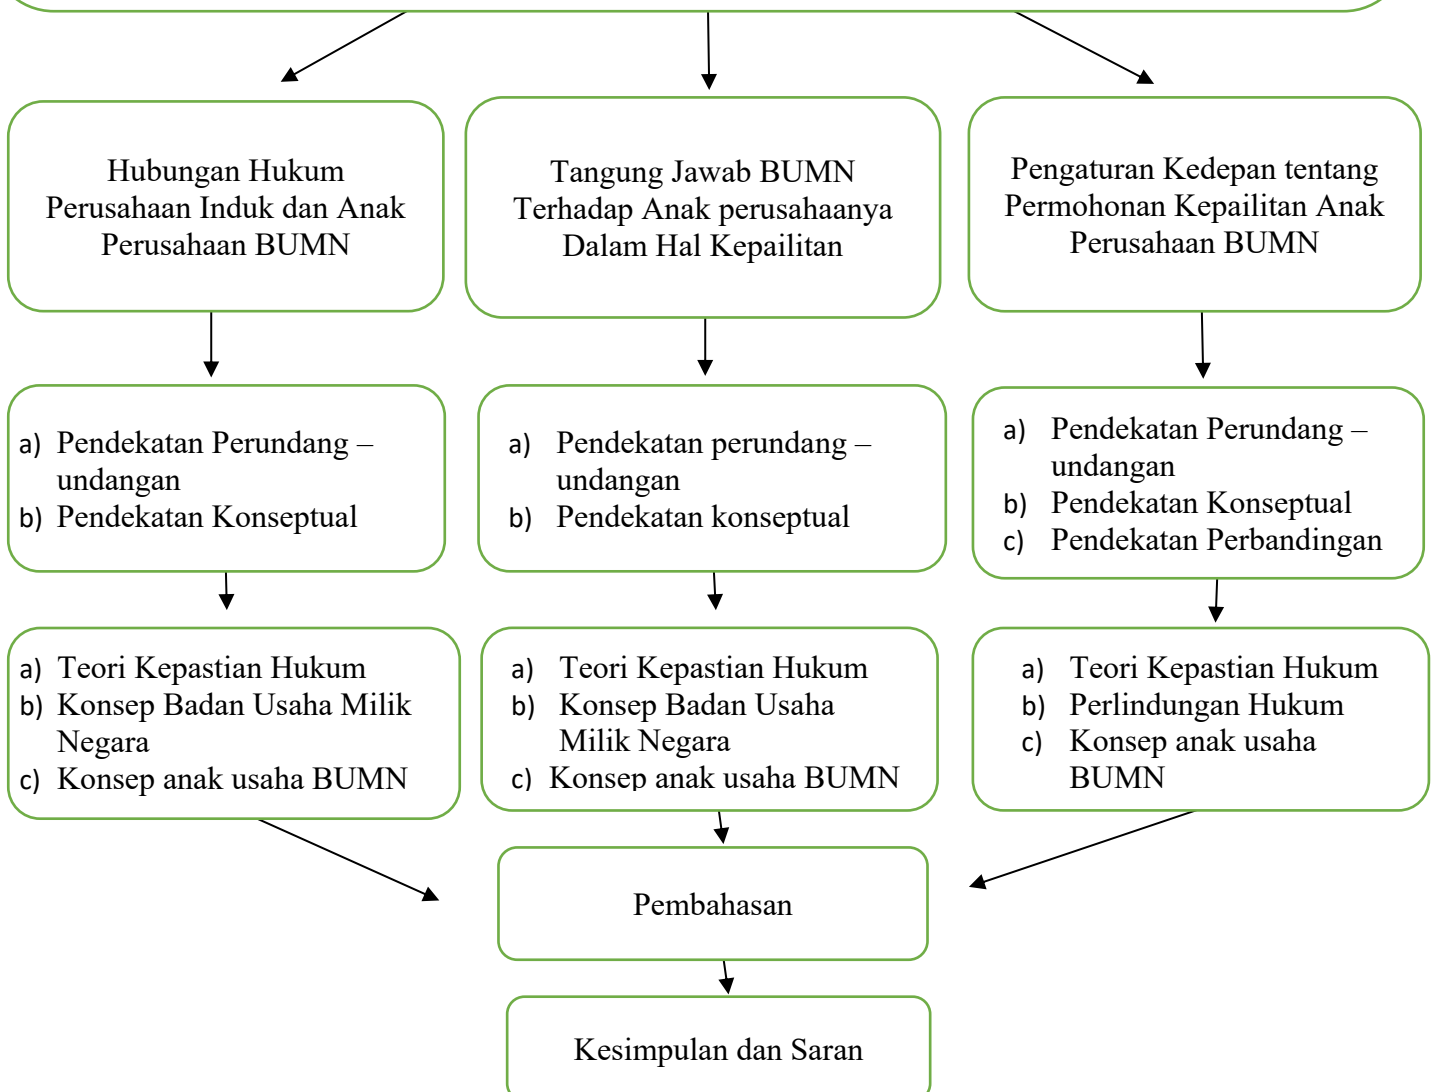 Hubungan Hukum
Perusahaan Induk dan Anak
Perusahaan BUMN
Tangung Jawab BUMN
Terhadap Anak perusahaanya
Dalam Hal Kepailitan
Pengaturan Kedepan tentang
Permohonan Kepailitan Anak
Perusahaan BUMN
a) Pendekatan Perundang –
undangan
b) Pendekatan Konseptual
a) Pendekatan perundang –
undangan
b) Pendekatan konseptual
a) Pendekatan Perundang –
undangan
b) Pendekatan Konseptual
c) Pendekatan Perbandingan
a) Teori Kepastian Hukum
b) Konsep Badan Usaha Milik
Negara
c) Konsep anak usaha BUMN
a) Teori Kepastian Hukum
b) Konsep Badan Usaha
Milik Negara
c) Konsep anak usaha BUMN
a) Teori Kepastian Hukum
b) Perlindungan Hukum
c) Konsep anak usaha
BUMN
Pembahasan
Kesimpulan dan Saran